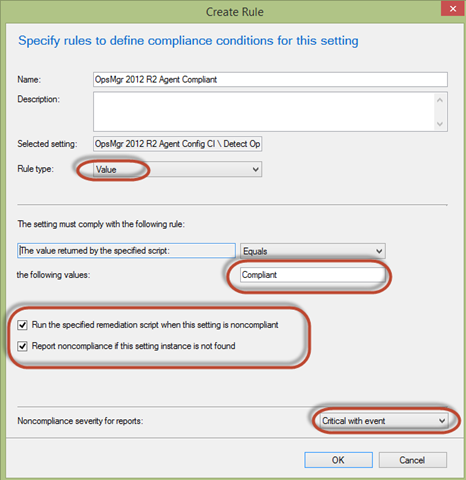 Create Rule
Specify rules to define compliance conditions for this setting
Name: OpsMgr 2012 R2 Agent Compliant
Description:
Selected setting: OpsMgr 2012 R2 Agent Config CI \ Detect Op
Rule type: Value
The setting must comply with the following rule:
The value returned by the specified script: Equals
the following values: Compliant
Run the specified remediation script when this setting is noncompliant
Report noncompliance if this setting instance is not found
Noncompliance severity for reports: Critical with event
OK Cancel